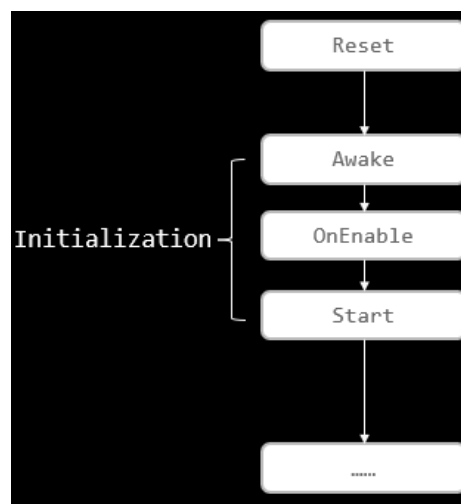 Reset
Awake
Initialization
OnEnable
Start
......